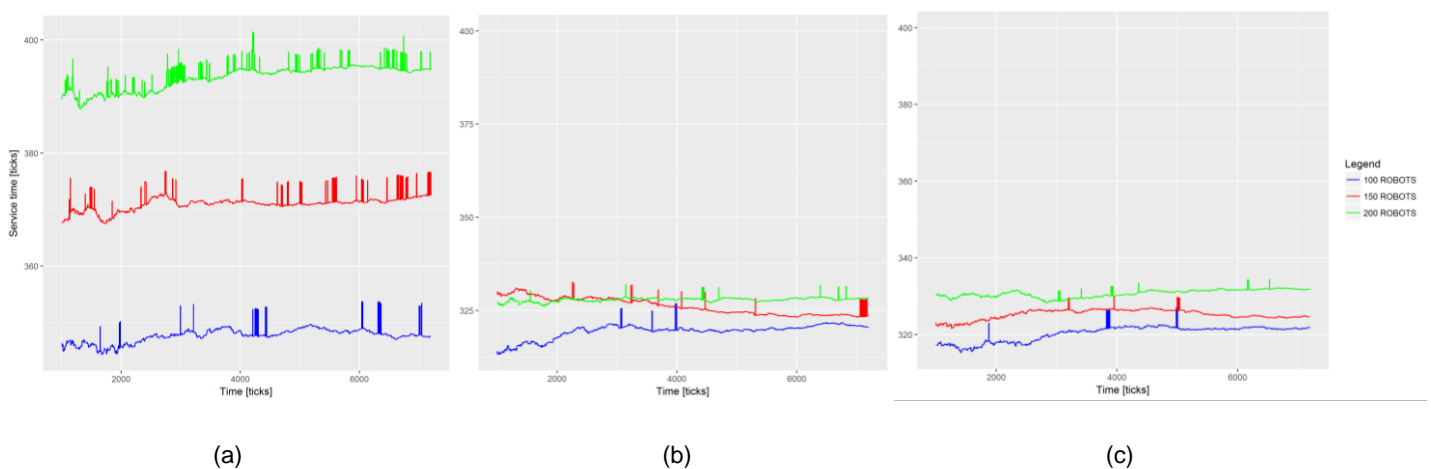 Service time [ticks]
400
380
360
2000
4000
6000
Time [ticks]
(a)
400
375
350
325
2000
4000
6000
Time [ticks]
(b)
400
380
360
340
320
2000
4000
6000
Time [ticks]
(c)
Legend
100 ROBOTS
150 ROBOTS
200 ROBOTS